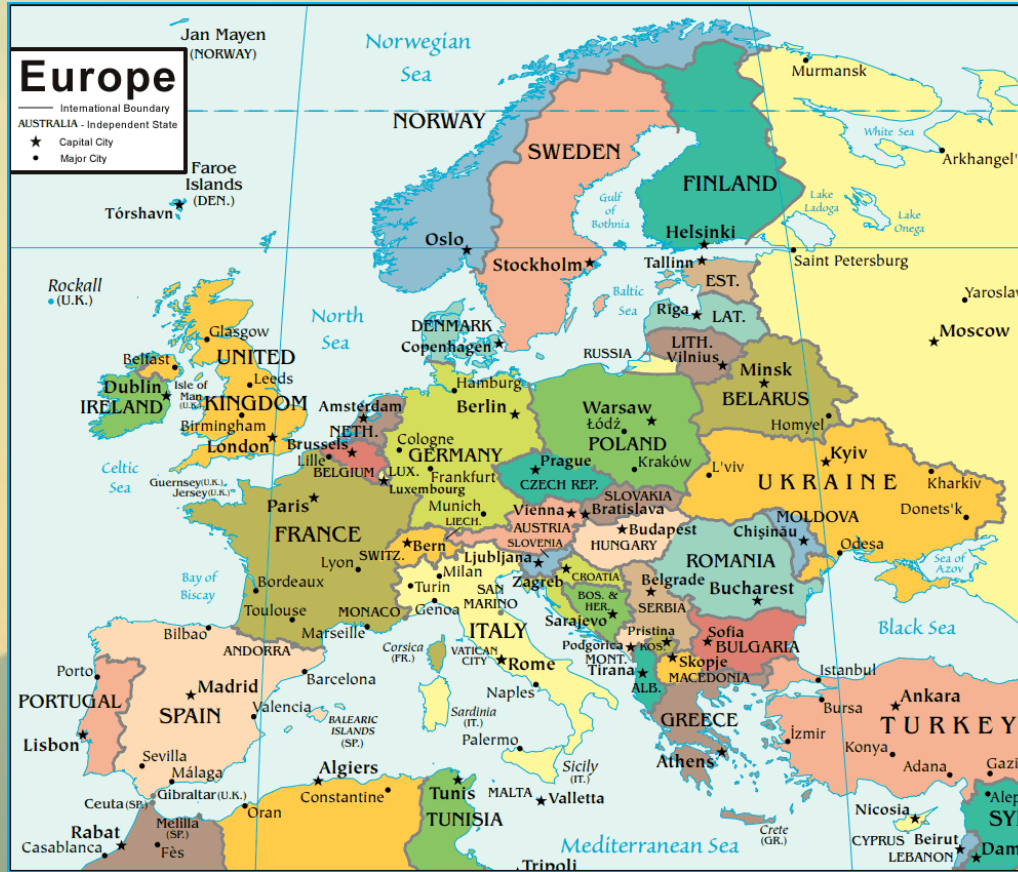 Europe
International Boundary
AUSTRALIA - Independent State
Capital City
Major City
Jan Mayen
(NORWAY)
Norwegian
Sea
Murmansk
White Sea
Arkhangel'
NORWAY
SWEDEN
FINLAND
Faroe
Islands
(DEN.)
Tórshavn
Gulf
of
Bothnia
Lake
Ladoga
Lake
Onega
Oslo
Helsinki
Stockholm
Tallinn
Saint Petersburg
EST.
Rockall
(U.K.)
North
Sea
Baltic
Sea
Riga
LAT.
Yaroslav
Moscow
Glasgow
DENMARK
Copenhagen
LITH.
Vilnius
RUSSIA
Minsk
BELARUS
Homyel
Belfast
UNITED
KINGDOM
Leeds
Dublin
IRELAND
Isle of
Man
(U.K.)
Birmingham
London
Hamburg
Berlin
Amsterdam
NETH.
Warsaw
Łódź
POLAND
Kraków
Brussels
Lille
BELGIUM
Cologne
GERMANY
Frankfurt
LUX.
Luxembourg
Prague
CZECH REP.
L'viv
Kyiv
UKRAINE
Kharkiv
Donets'k
Celtic
Sea
Guernsey(U.K.)
Jersey(U.K.)
Paris
FRANCE
Munich
LIECH.
Vienna
AUSTRIA
SLOVAKIA
Bratislava
Budapest
HUNGARY
MOLDOVA
Chişinău
Odesa
Sea of
Azov
SWITZ.
Bern
SLOVENIA
Ljubljana
Zagreb
CROATIA
ROMANIA
Bucharest
Bay of
Biscay
Lyon
Bordeaux
Toulouse
MONACO
Marseille
Milan
Turin
Genoa
SAN
MARINO
BOS. &
HER.
Sarajevo
Belgrade
SERBIA
Black Sea
Bilbao
ANDORRA
Corsica
(FR.)
ITALY
VATICAN
CITY
Rome
Podgorica
MONT.
Pristina
KOS.
Sofia
BULGARIA
Skopje
MACEDONIA
Tirana
ALB.
Istanbul
Bursa
Ankara
TURKEY
Porto
PORTUGAL
Lisbon
Madrid
SPAIN
Barcelona
Valencia
BALEARIC
ISLANDS
(SP.)
Sardinia
(IT.)
Naples
Palermo
Sicily
(IT.)
GREECE
Athens
İzmir
Konya
Adana
Gazi
Sevilla
Málaga
Gibraltar(U.K.)
Ceuta(SP.)
Melilla
(SP.)
Rabat
Casablanca
Fès
Oran
Algiers
Constantine
Tunis
TUNISIA
MALTA
Valletta
Tripoli
Mediterranean Sea
Crete
(GR.)
Nicosia
CYPRUS
Beirut
LEBANON
Alep
SY
Dam